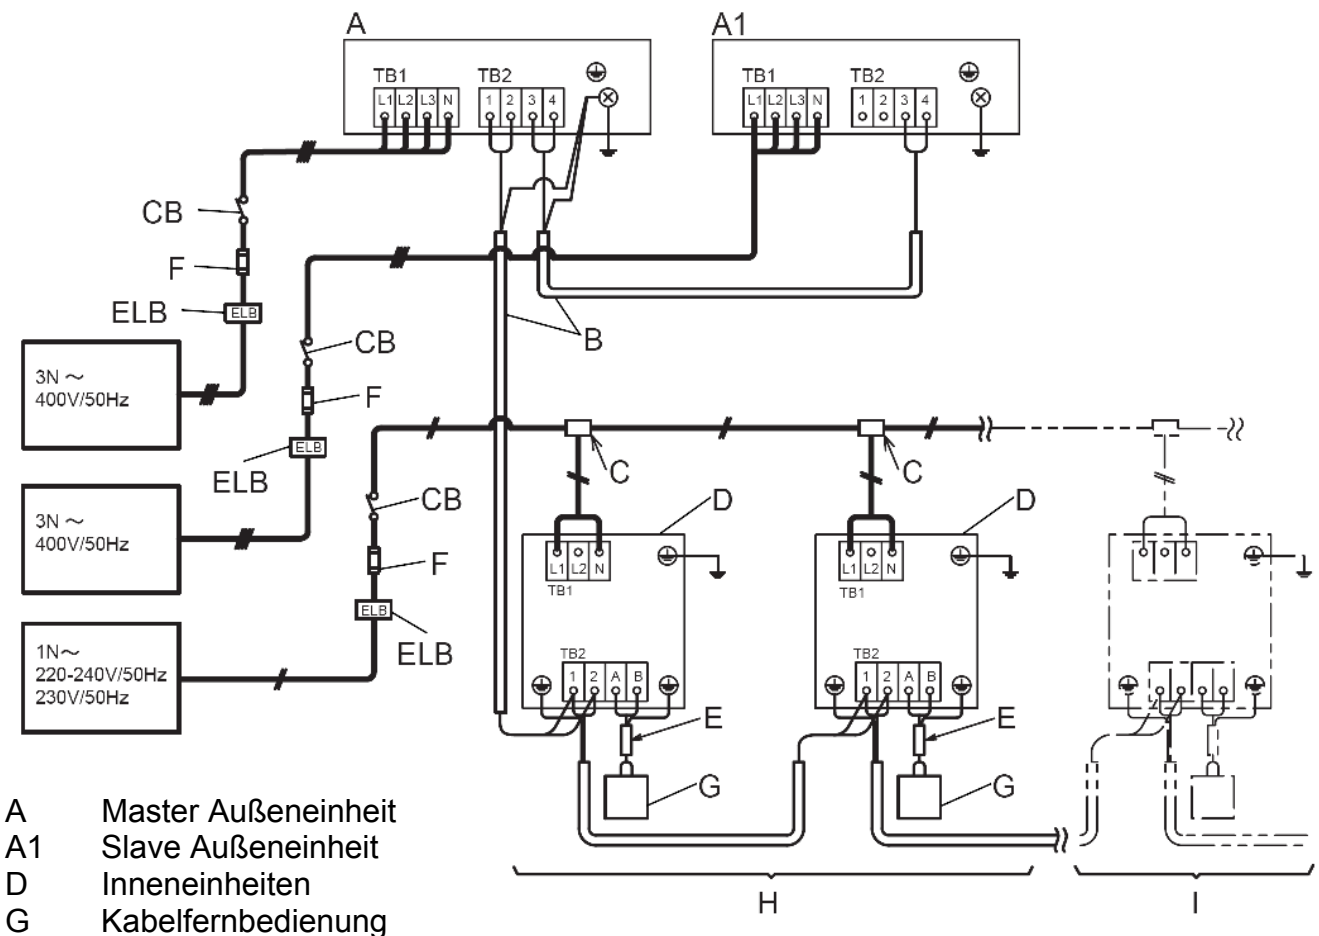 A A1
TB1 TB2 TB1 TB2
L1 L2 L3 N 1 2 3 4 L1 L2 L3 N 1 2 3 4
CB
F
ELB ELB
B
CB
3N ~
400V/50Hz
F
ELB
ELB
C C
CB D D
3N ~
400V/50Hz
F
L1 L2 N L1 L2 N
TB1 TB1
ELB
ELB
1N~
220-240V/50Hz
230V/50Hz
TB2 TB2
1 2 A B 1 2 A B
E E
G G
A Master Außeneinheit
A1 Slave Außeneinheit
D Inneneinheiten
G Kabelfernbedienung
H I